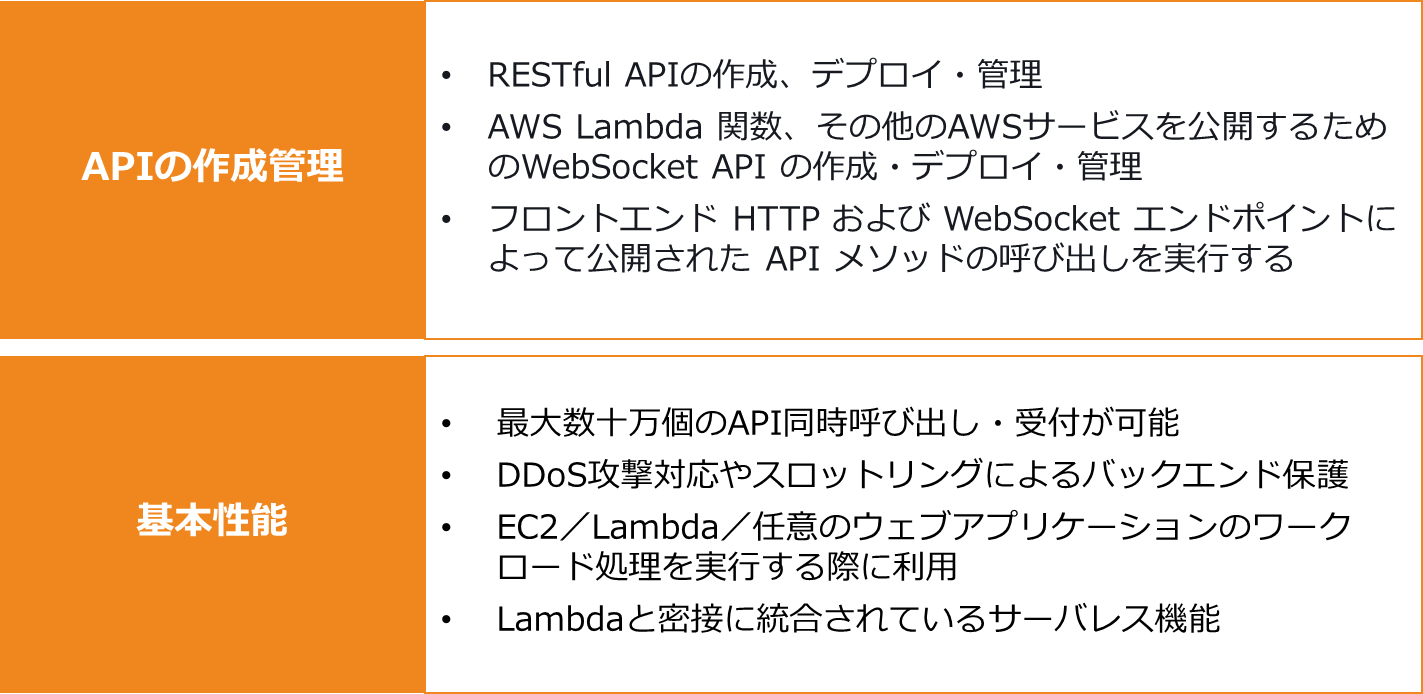 APIの作成管理
• RESTful APIの作成、デプロイ・管理
• AWS Lambda 関数、その他のAWSサービスを公開するため
のWebSocket API の作成・デプロイ・管理
• フロントエンド HTTP および WebSocket エンドポイントに
よって公開された API メソッドの呼び出しを実行する
基本性能
• 最大数十万個のAPI同時呼び出し・受付が可能
• DDoS攻撃対応やスロットリングによるバックエンド保護
• EC2／Lambda／任意のウェブアプリケーションのワーク
ロード処理を実行する際に利用
• Lambdaと密接に統合されているサーバレス機能